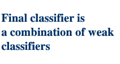 Final classifier is
a combination of weak
classifiers